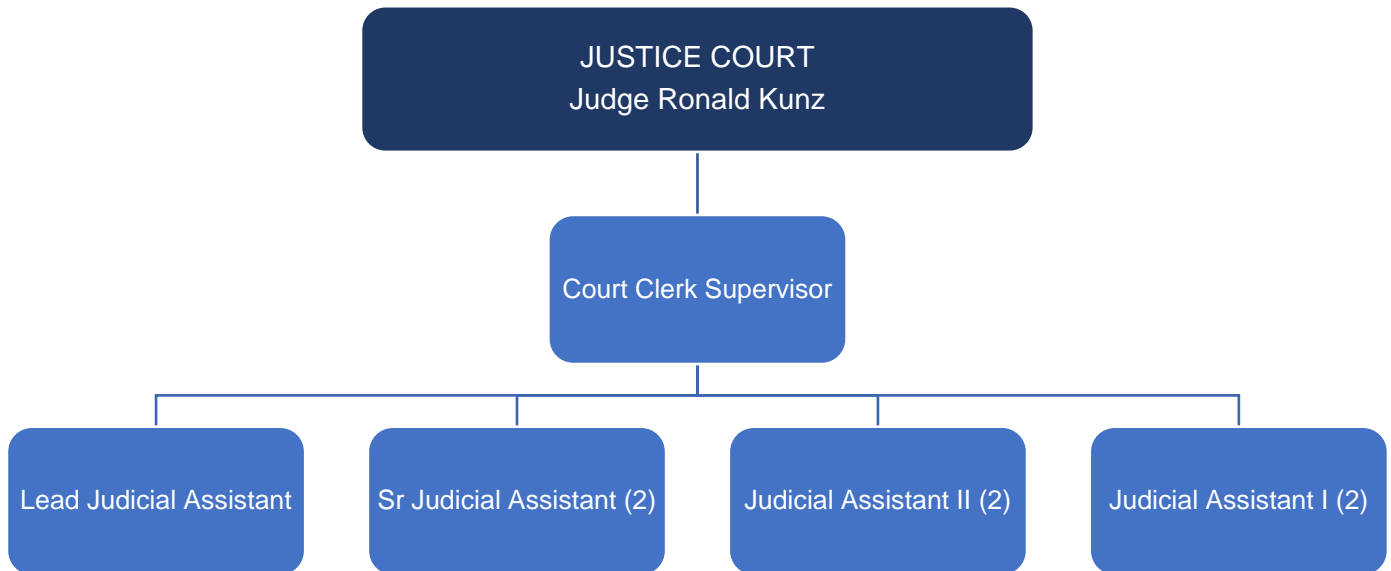 JUSTICE COURT
Judge Ronald Kunz
Court Clerk Supervisor
Lead Judicial Assistant
Sr Judicial Assistant (2)
Judicial Assistant II (2)
Judicial Assistant I (2)